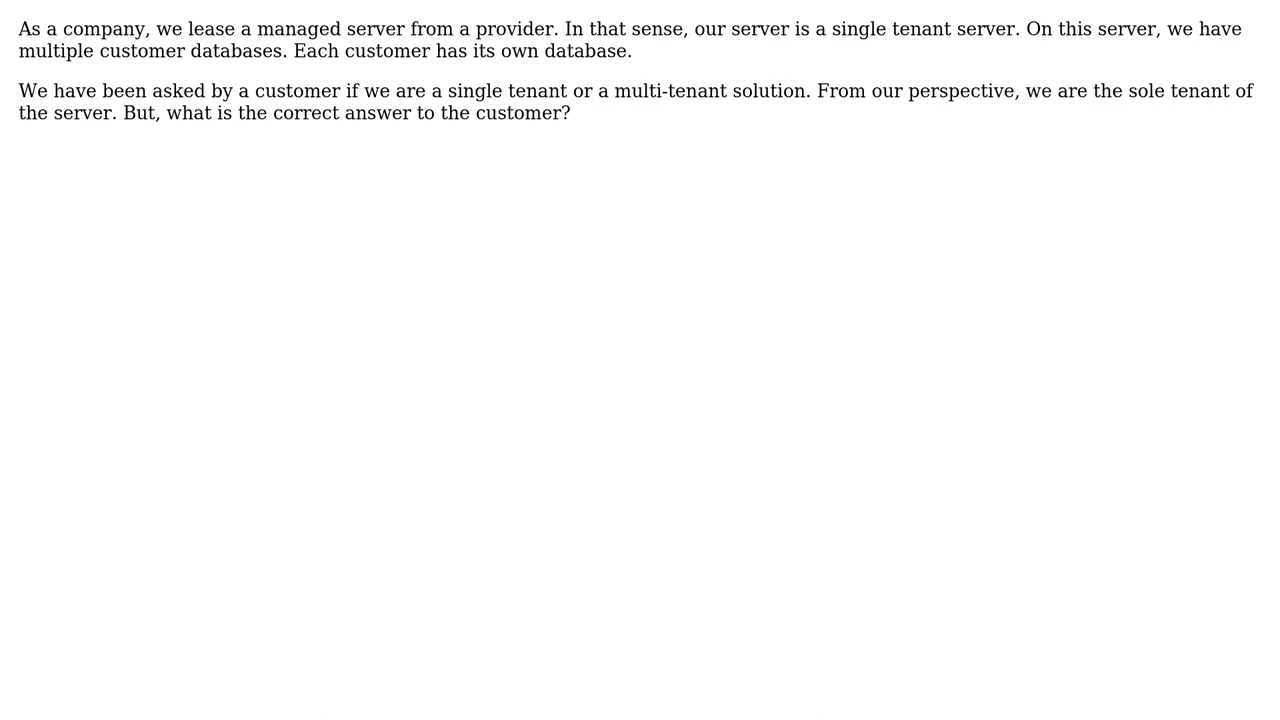 As a company, we lease a managed server from a provider. In that sense, our server is a single tenant server. On this server, we have
multiple customer databases. Each customer has its own database.
We have been asked by a customer if we are a single tenant or a multi-tenant solution. From our perspective, we are the sole tenant of
the server. But, what is the correct answer to the customer?